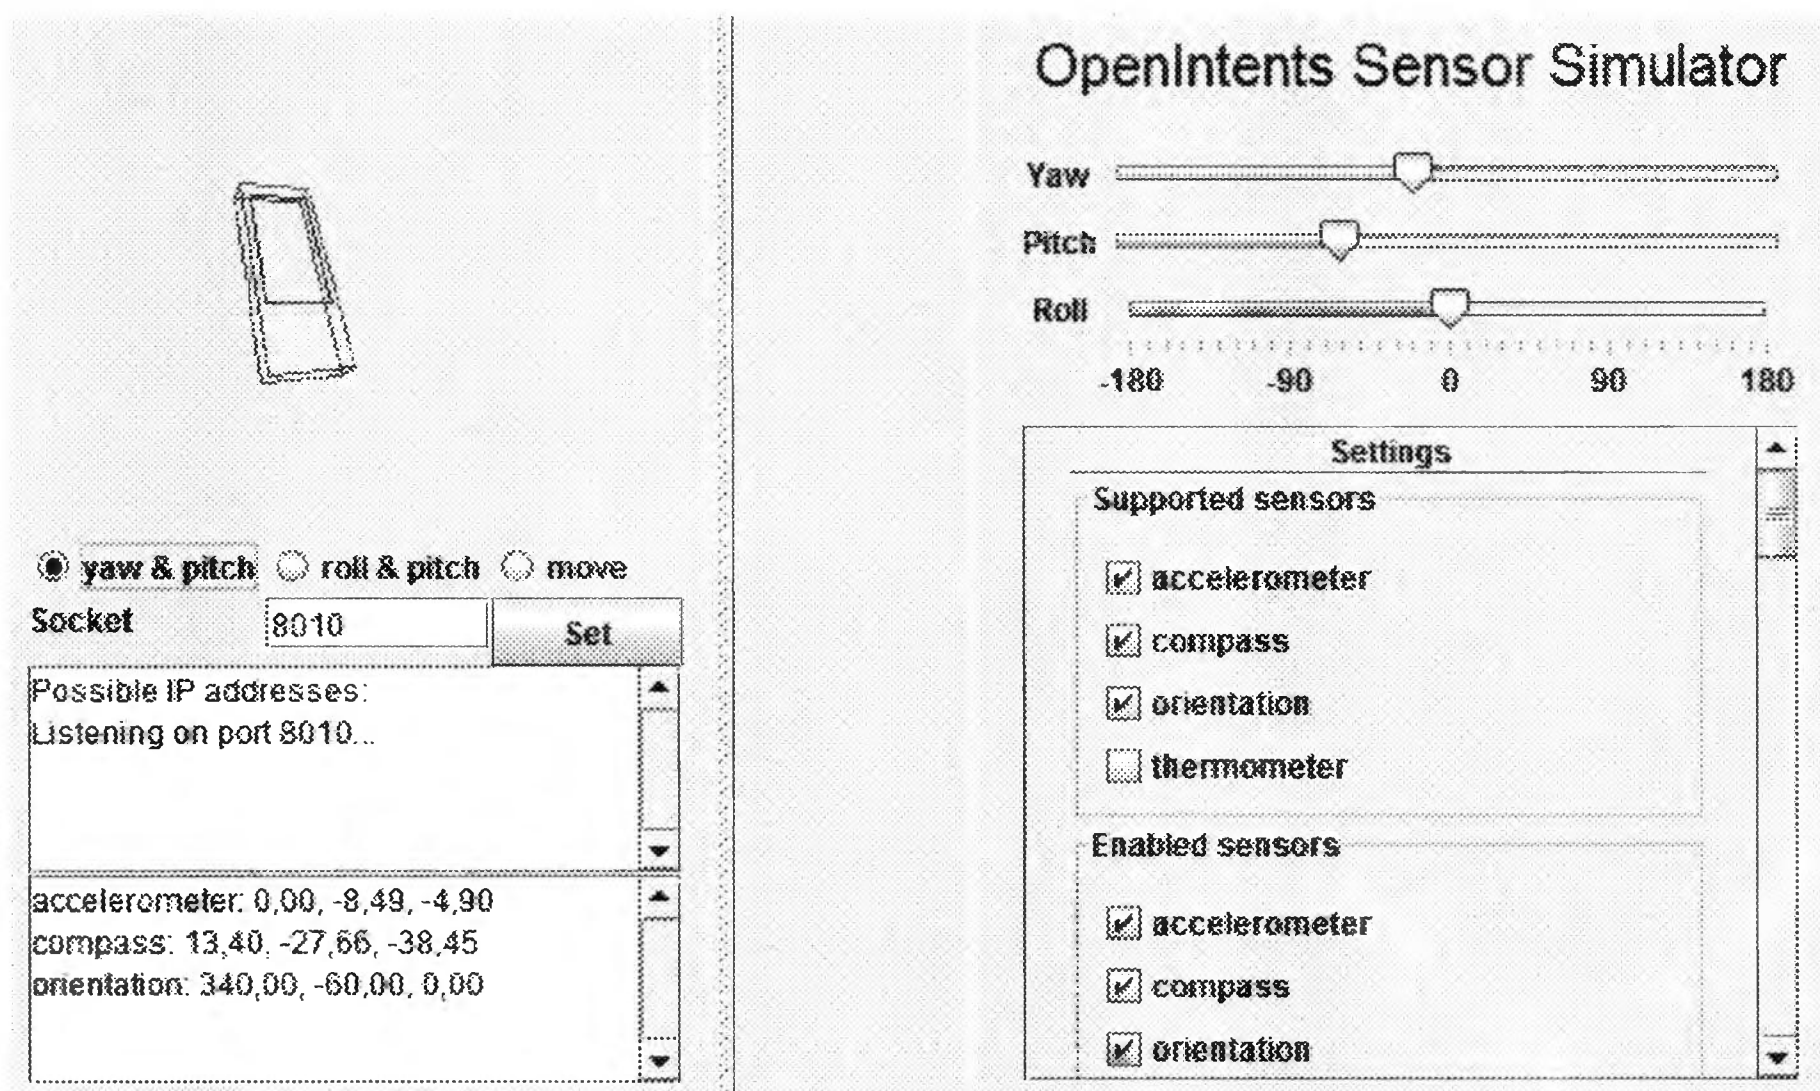 OpenIntents Sensor Simulator
Yaw
Pitch
Roll
-180 -90 0 90 180
yaw & pitch roll & pitch move
Socket 8010 Set
Possible IP addresses:
Listening on port 8010...
accelerometer: 0,00, -8,49, -4,90
compass: 13,40, -27,66, -38,45
orientation: 340,00, -60,00, 0,00
Settings
Supported sensors
accelerometer
compass
orientation
thermometer
Enabled sensors
accelerometer
compass
orientation